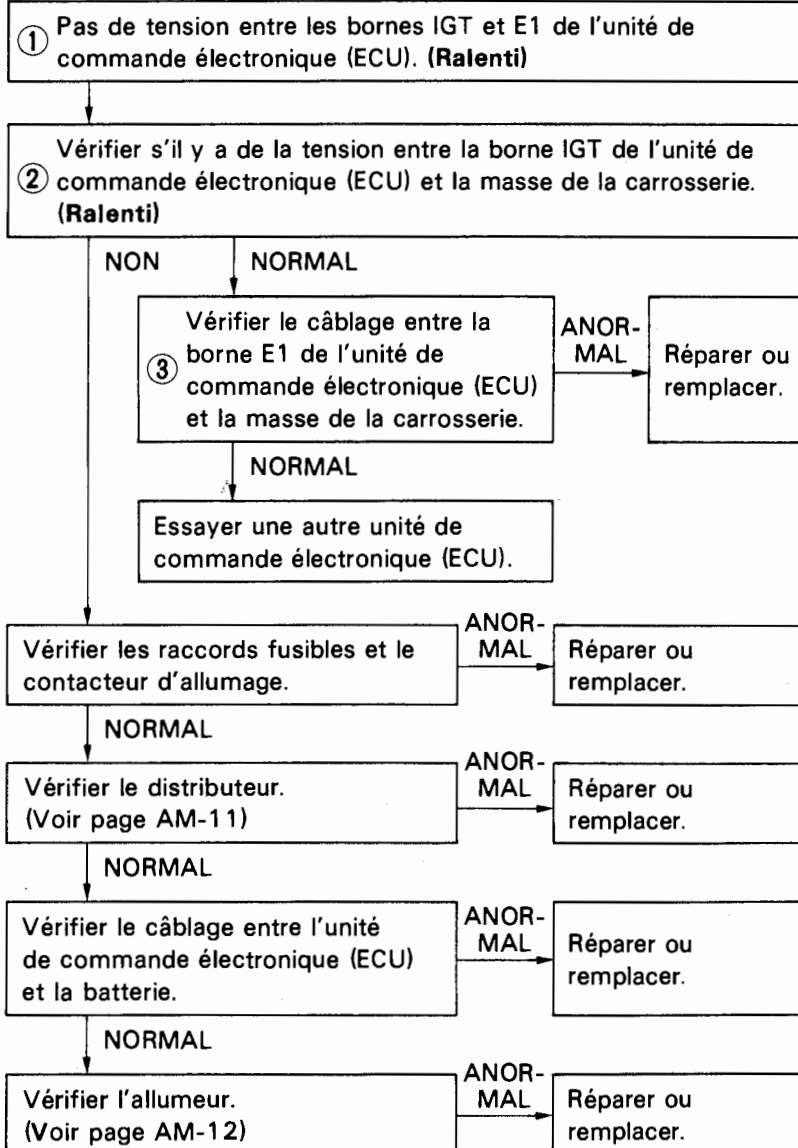 ① Pas de tension entre les bornes IGT et E1 de l'unité de
commande électronique (ECU). (Ralenti)
Vérifier s'il y a de la tension entre la borne IGT de l'unité de
② commande électronique (ECU) et la masse de la carrosserie.
(Ralenti)
NON NORMAL
Vérifier le câblage entre la
borne E1 de l'unité de
③ commande électronique (ECU)
et la masse de la carrosserie.
ANOR-
MAL
Réparer ou
remplacer.
NORMAL
Essayer une autre unité de
commande électronique (ECU).
Vérifier les raccords fusibles et le
contacteur d'allumage.
ANOR-
MAL
Réparer ou
remplacer.
NORMAL
Vérifier le distributeur.
(Voir page AM-11)
ANOR-
MAL
Réparer ou
remplacer.
NORMAL
Vérifier le câblage entre l'unité
de commande électronique (ECU)
et la batterie.
ANOR-
MAL
Réparer ou
remplacer.
NORMAL
Vérifier l'allumeur.
(Voir page AM-12)
ANOR-
MAL
Réparer ou
remplacer.